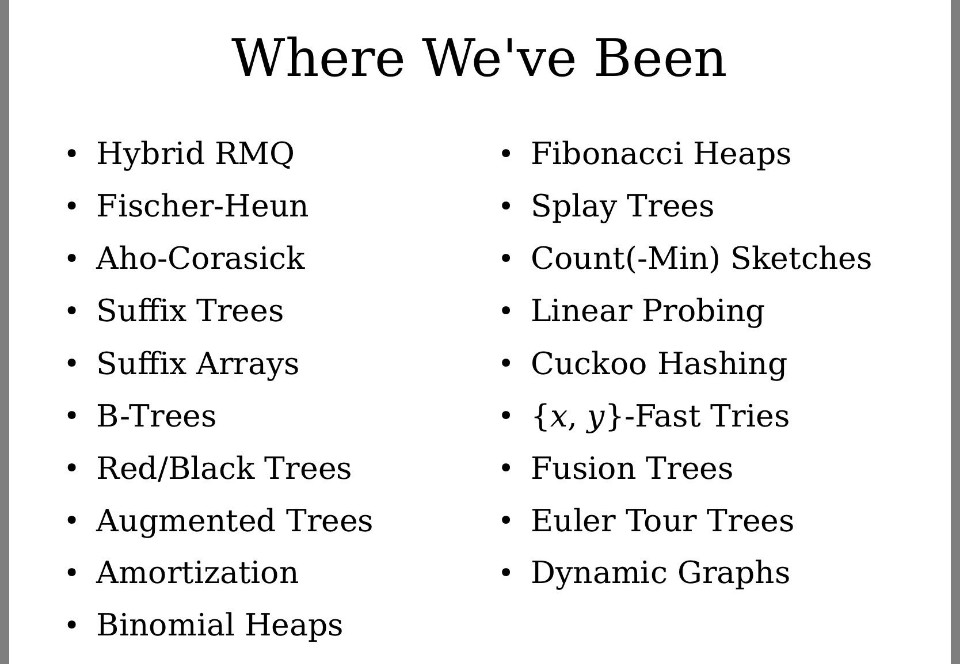 Where We've Been
• Hybrid RMQ
• Fischer-Heun
• Aho-Corasick
• Suffix Trees
• Suffix Arrays
• B-Trees
• Red/Black Trees
• Augmented Trees
• Amortization
• Binomial Heaps
• Fibonacci Heaps
• Splay Trees
• Count(-Min) Sketches
• Linear Probing
• Cuckoo Hashing
• {x, y}-Fast Tries
• Fusion Trees
• Euler Tour Trees
• Dynamic Graphs